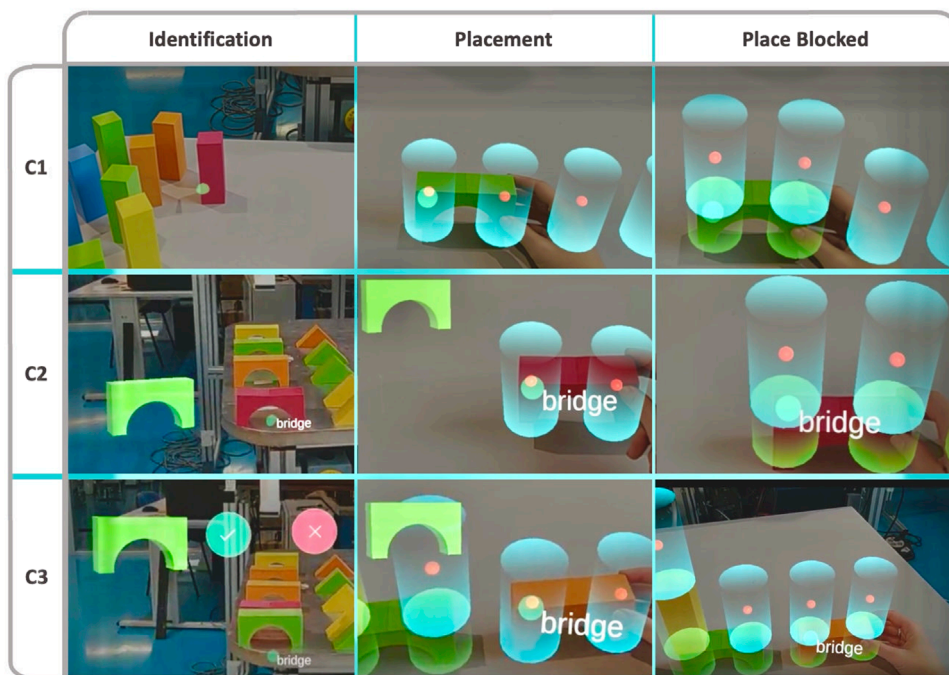 Identification Placement Place Blocked
C1
C2
bridge
bridge
bridge
C3
bridge
bridge
bridge